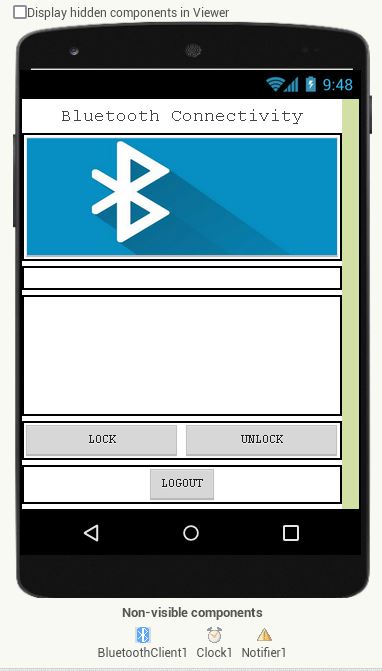 Display hidden components in Viewer
9:48
Bluetooth Connectivity
LOCK UNLOCK
LOGOUT
Non-visible components
BluetoothClient1 Clock1 Notifier1